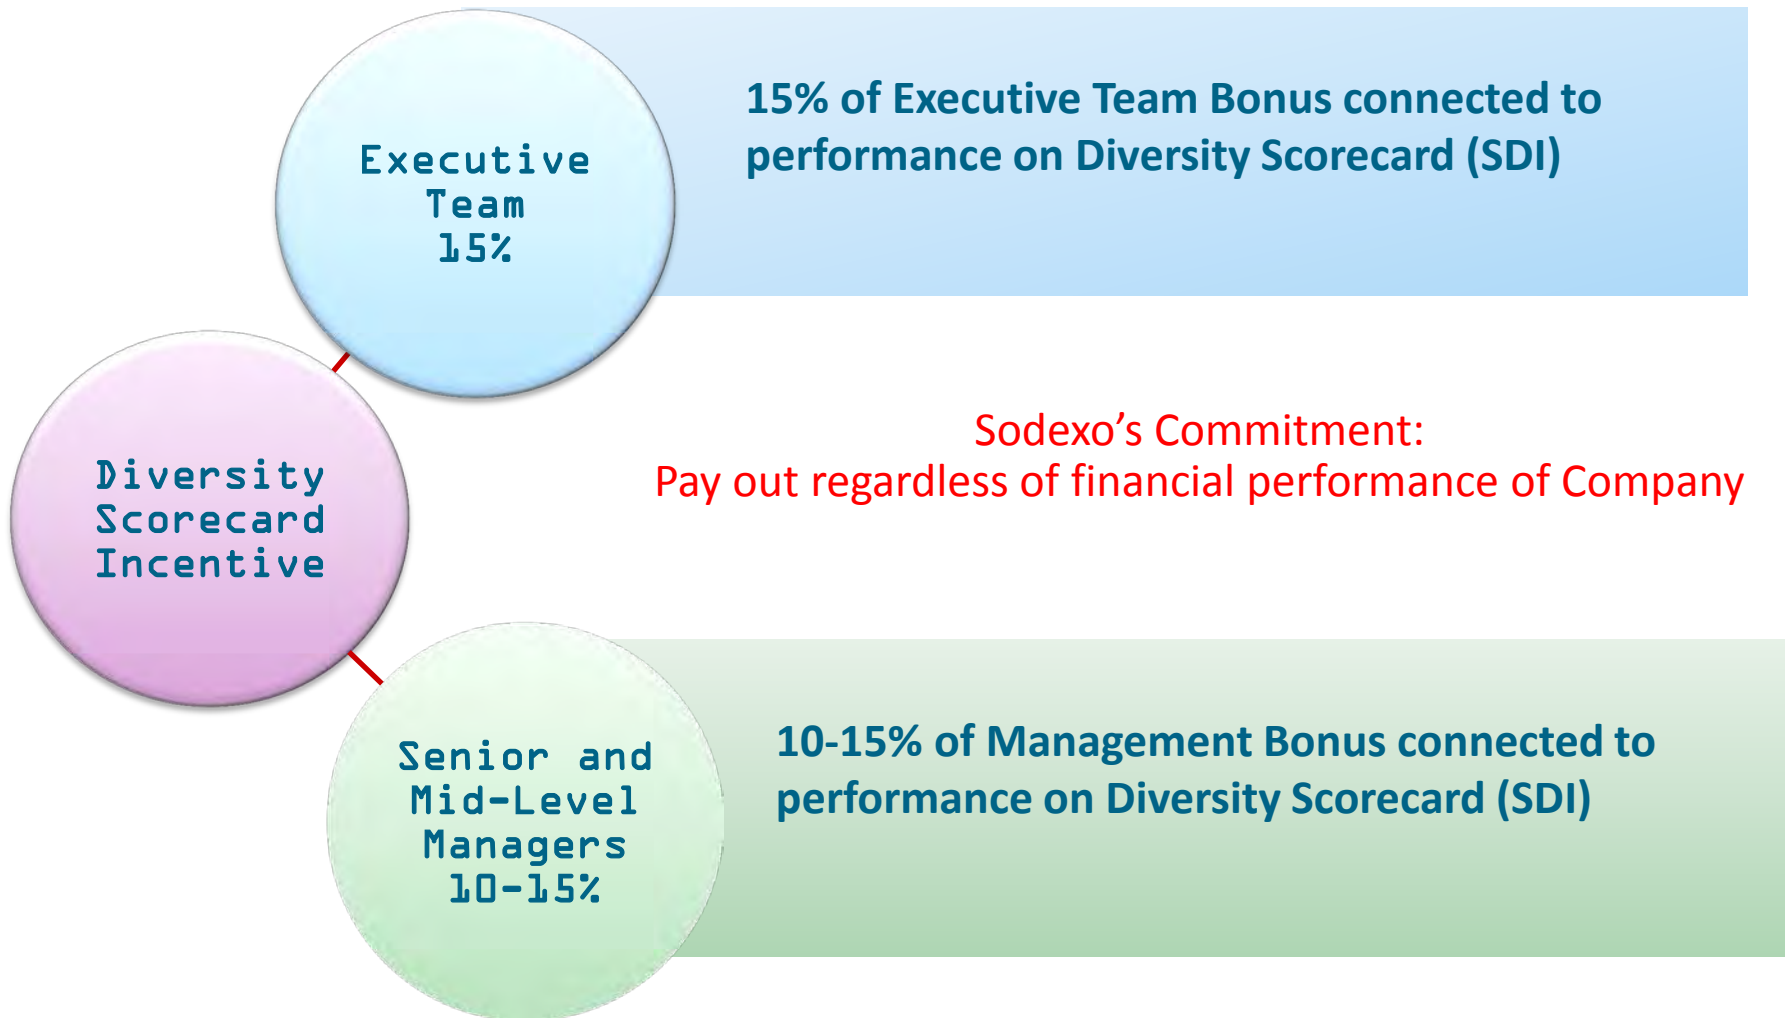 Executive
Team
15%
15% of Executive Team Bonus connected to
performance on Diversity Scorecard (SDI)
Diversity
Scorecard
Incentive
Sodexo’s Commitment:
Pay out regardless of financial performance of Company
Senior and
Mid-Level
Managers
10-15%
10-15% of Management Bonus connected to
performance on Diversity Scorecard (SDI)